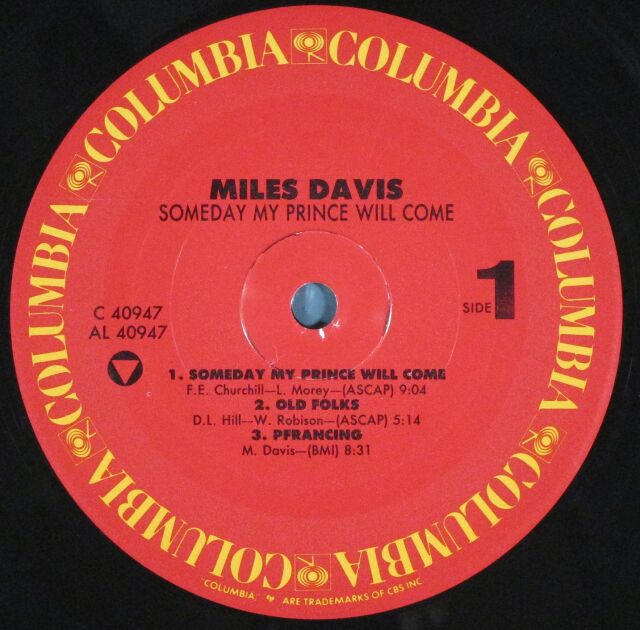 COLUMBIA COLUMBIA COLUMBIA COLUMBIA COLUMBIA COLUMBIA COLUMBIA COLUMBIA
MILES DAVIS
SOMEDAY MY PRINCE WILL COME
C 40947
AL 40947
SIDE 1
1. SOMEDAY MY PRINCE WILL COME
F.E. Churchill—L. Morey—(ASCAP) 9:04
2. OLD FOLKS
D.L. Hill—W. Robison—(ASCAP) 5:14
3. PFRANCING
M. Davis—(BMI) 8:31
"COLUMBIA," ARE TRADEMARKS OF CBS INC